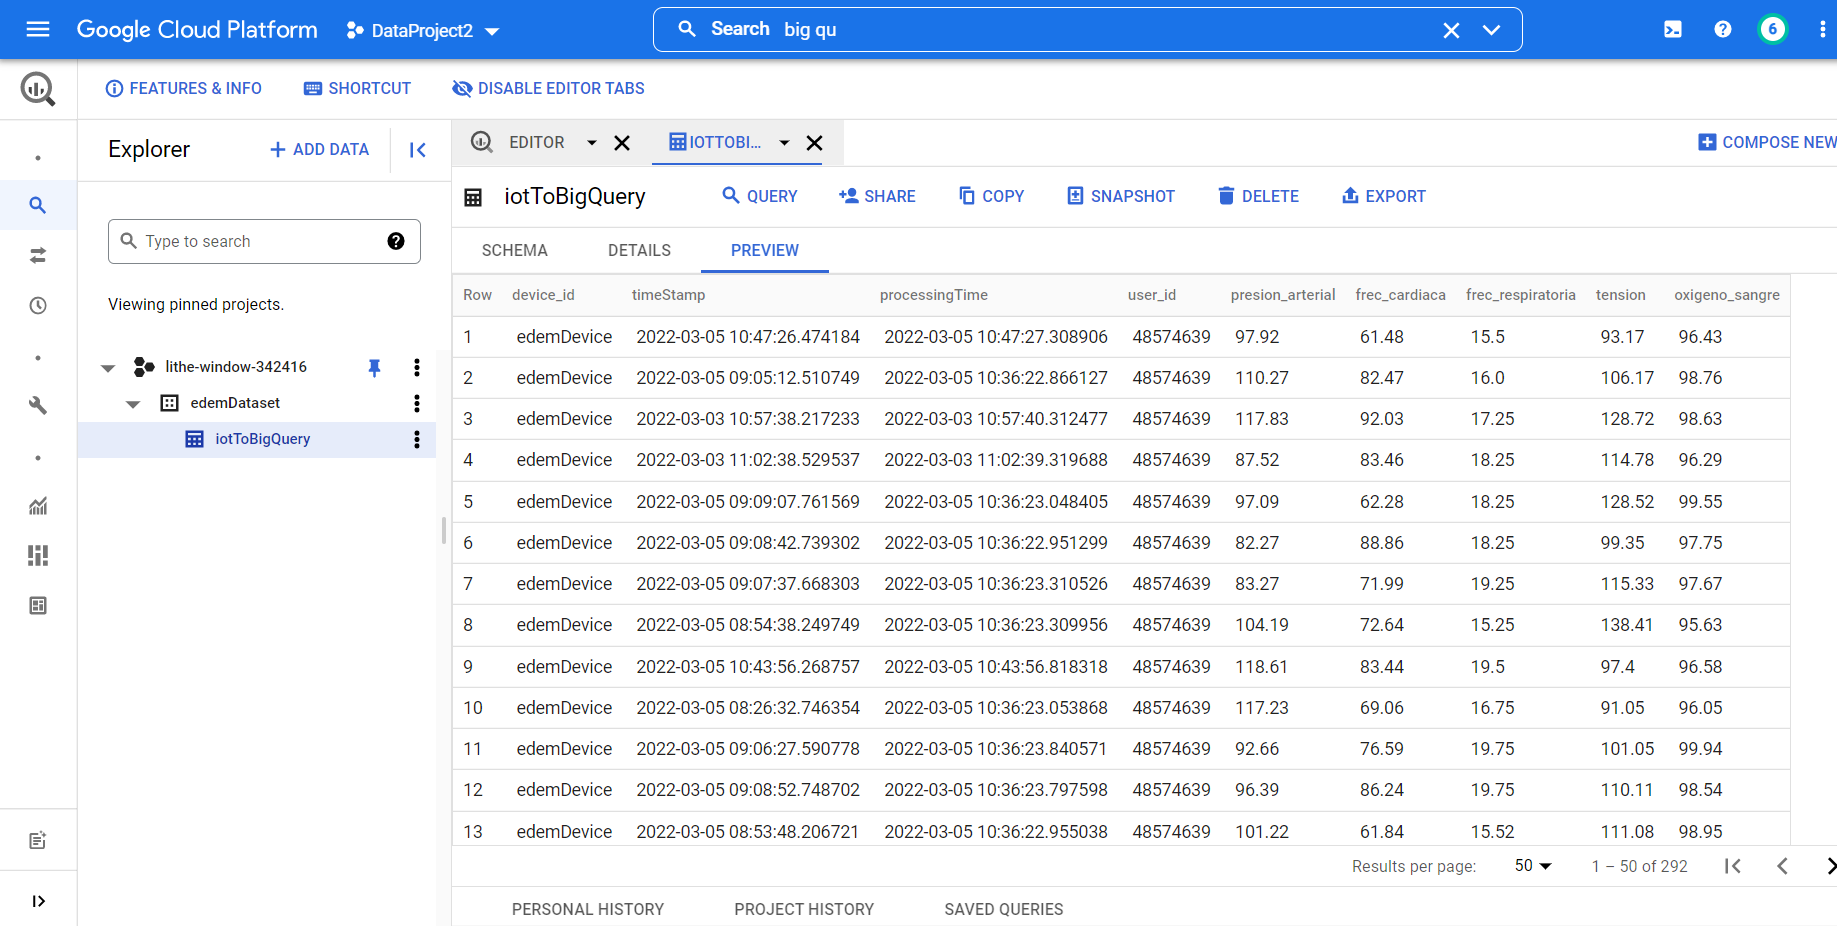 Google Cloud Platform DataProject2 Search big qu 6
FEATURES & INFO SHORTCUT DISABLE EDITOR TABS
Explorer ADD DATA
EDITOR IOTTOBI... COMPOSE NEW
iotToBigQuery QUERY SHARE COPY SNAPSHOT DELETE EXPORT
Type to search
SCHEMA DETAILS PREVIEW
Viewing pinned projects.
lithe-window-342416
edemDataset
iotToBigQuery
Row device_id timeStamp processingTime user_id presion_arterial frec_cardiaca frec_respiratoria tension oxigeno_sangre
1 edemDevice 2022-03-05 10:47:26.474184 2022-03-05 10:47:27.308906 48574639 97.92 61.48 15.5 93.17 96.43
2 edemDevice 2022-03-05 09:05:12.510749 2022-03-05 10:36:22.866127 48574639 110.27 82.47 16.0 106.17 98.76
3 edemDevice 2022-03-03 10:57:38.217233 2022-03-03 10:57:40.312477 48574639 117.83 92.03 17.25 128.72 98.63
4 edemDevice 2022-03-03 11:02:38.529537 2022-03-03 11:02:39.319688 48574639 87.52 83.46 18.25 114.78 96.29
5 edemDevice 2022-03-05 09:09:07.761569 2022-03-05 10:36:23.048405 48574639 97.09 62.28 18.25 128.52 99.55
6 edemDevice 2022-03-05 09:08:42.739302 2022-03-05 10:36:22.951299 48574639 82.27 88.86 18.25 99.35 97.75
7 edemDevice 2022-03-05 09:07:37.668303 2022-03-05 10:36:23.310526 48574639 83.27 71.99 19.25 115.33 97.67
8 edemDevice 2022-03-05 08:54:38.249749 2022-03-05 10:36:23.309956 48574639 104.19 72.64 15.25 138.41 95.63
9 edemDevice 2022-03-05 10:43:56.268757 2022-03-05 10:43:56.818318 48574639 118.61 83.44 19.5 97.4 96.58
10 edemDevice 2022-03-05 08:26:32.746354 2022-03-05 10:36:23.053868 48574639 117.23 69.06 16.75 91.05 96.05
11 edemDevice 2022-03-05 09:06:27.590778 2022-03-05 10:36:23.840571 48574639 92.66 76.59 19.75 101.05 99.94
12 edemDevice 2022-03-05 09:08:52.748702 2022-03-05 10:36:23.797598 48574639 96.39 86.24 19.75 110.11 98.54
13 edemDevice 2022-03-05 08:53:48.206721 2022-03-05 10:36:22.955038 48574639 101.22 61.84 15.52 111.08 98.95
Results per page: 50 1 – 50 of 292
PERSONAL HISTORY PROJECT HISTORY SAVED QUERIES